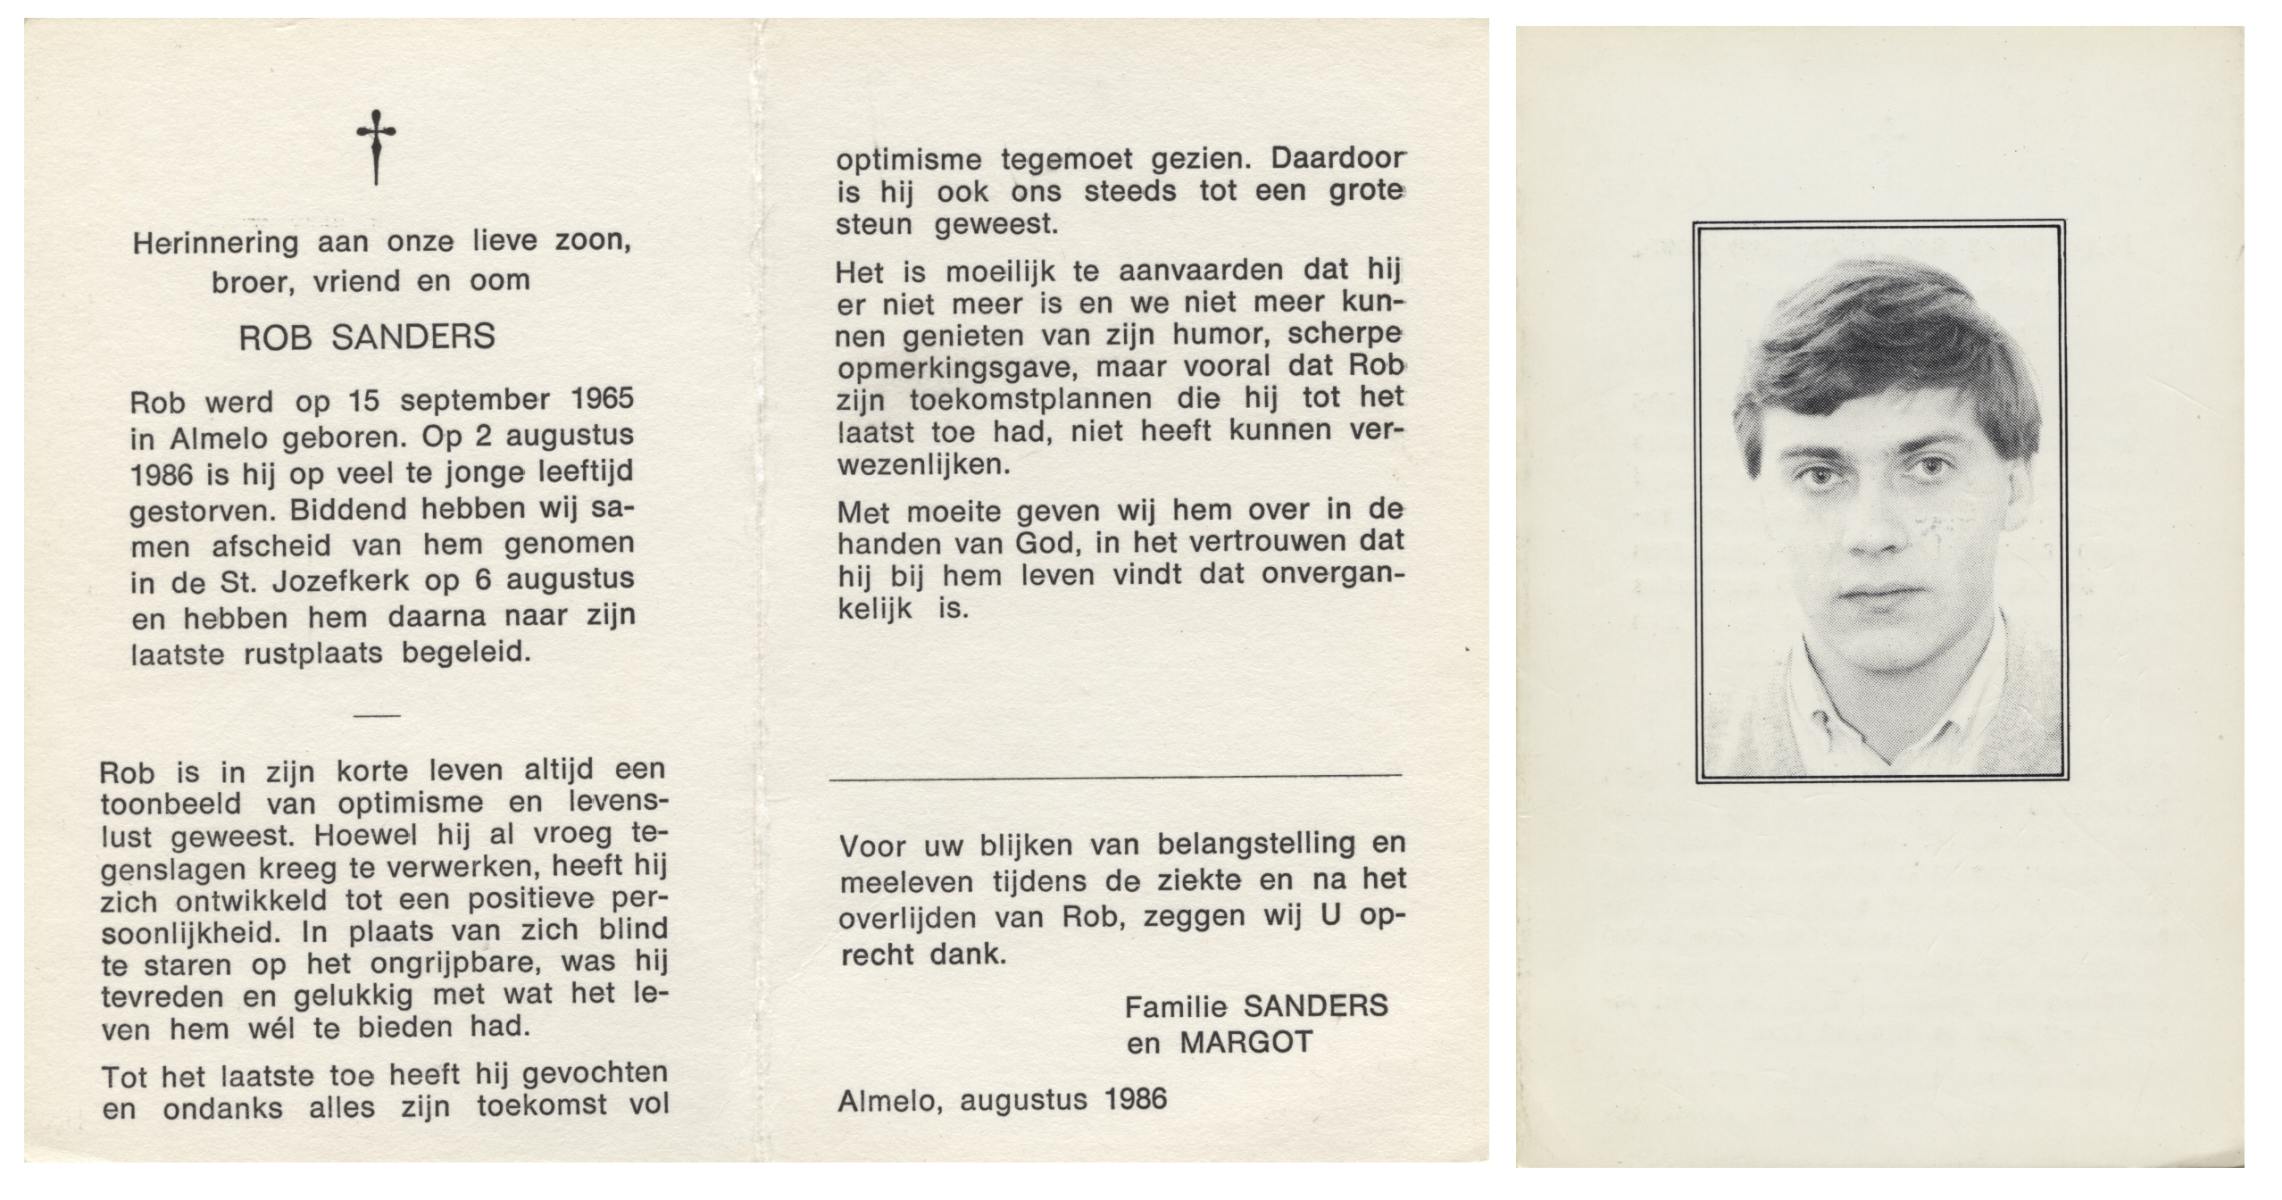 Herinnering aan onze lieve zoon,
broer, vriend en oom
ROB SANDERS
Rob werd op 15 september 1965
in Almelo geboren. Op 2 augustus
1986 is hij op veel te jonge leeftijd
gestorven. Biddend hebben wij sa-
men afscheid van hem genomen
in de St. Jozefkerk op 6 augustus
en hebben hem daarna naar zijn
laatste rustplaats begeleid.
Rob is in zijn korte leven altijd een
toonbeeld van optimisme en levens-
lust geweest. Hoewel hij al vroeg te-
genslagen kreeg te verwerken, heeft hij
zich ontwikkeld tot een positieve per-
soonlijkheid. In plaats van zich blind
te staren op het ongrijpbare, was hij
tevreden en gelukkig met wat het le-
ven hem wél te bieden had.
Tot het laatste toe heeft hij gevochten
en ondanks alles zijn toekomst vol
optimisme tegemoet gezien. Daardoor
is hij ook ons steeds tot een grote
steun geweest.
Het is moeilijk te aanvaarden dat hij
er niet meer is en we niet meer kun-
nen genieten van zijn humor, scherpe
opmerkingsgave, maar vooral dat Rob
zijn toekomstplannen die hij tot het
laatst toe had, niet heeft kunnen ver-
wezenlijken.
Met moeite geven wij hem over in de
handen van God, in het vertrouwen dat
hij bij hem leven vindt dat onvergan-
kelijk is.
Voor uw blijken van belangstelling en
meeleven tijdens de ziekte en na het
overlijden van Rob, zeggen wij U op-
recht dank.
Familie SANDERS
en MARGOT
Almelo, augustus 1986